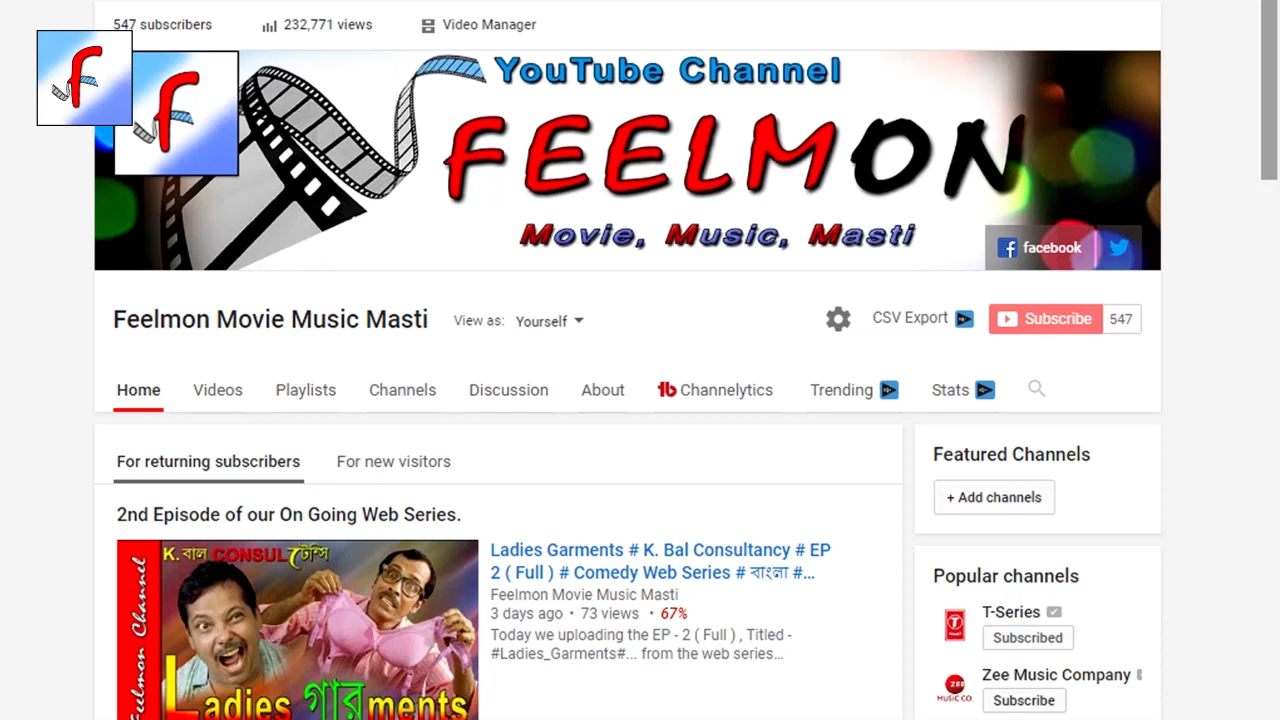 547 subscribers
232,771 views
Video Manager
YouTube Channel
FEELMON
Movie, Music, Masti
facebook
Feelmon Movie Music Masti
View as: Yourself
CSV Export
Subscribe 547
Home Videos Playlists Channels Discussion About Channelytics Trending Stats
For returning subscribers
For new visitors
2nd Episode of our On Going Web Series.
K. বাল CONSULটেন্সি
Feelmon Channel
Ladies গারments
Ladies Garments # K. Bal Consultancy # EP
2 ( Full ) # Comedy Web Series # বাংলা #...
Feelmon Movie Music Masti
3 days ago • 73 views • 67%
Today we uploading the EP - 2 ( Full ) , Titled -
#Ladies_Garments#... from the web series...
Featured Channels
+ Add channels
Popular channels
T-Series
Subscribed
Zee Music Company
ZEE
MUSIC CO.
Subscribe